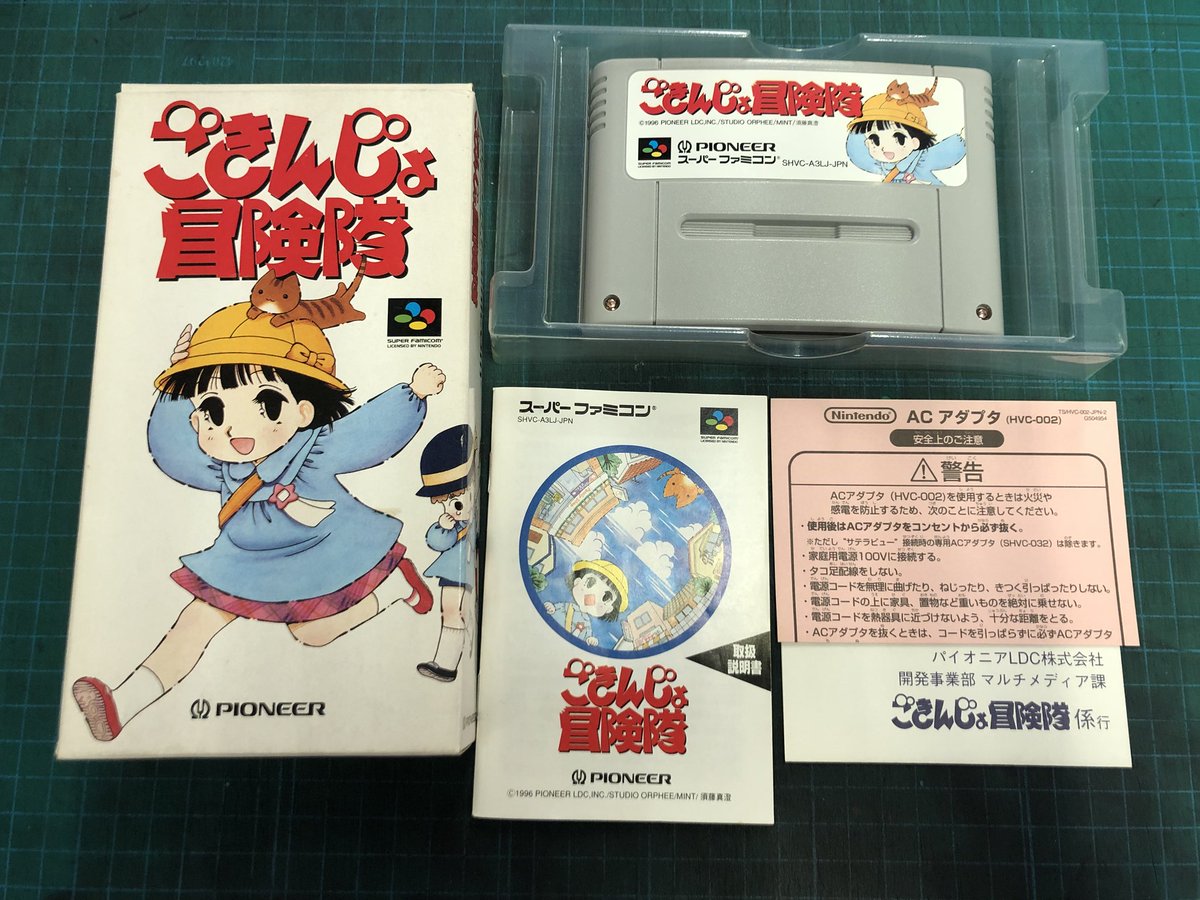 ごきんじょ
冒険隊
SUPER FAMICOM
LICENSED BY NINTENDO
PIONEER
ごきんじょ冒険隊
©1996 PIONEER LDC,INC./STUDIO ORPHEE/MINT/須藤真澄
SUPER FAMICOM
LICENSED BY NINTENDO
PIONEER
スーパーファミコン® SHVC-A3LJ-JPN
スーパーファミコン®
SHVC-A3LJ-JPN
SUPER FAMICOM
LICENSED BY NINTENDO
取扱
説明書
ごきんじょ
冒険隊
PIONEER
©1996 PIONEER LDC,INC./STUDIO ORPHEE/MINT/須藤真澄
TS/HVC-002-JPN-2
G504954
Nintendo® ACアダプタ (HVC-002)
安全上のご注意
警告
ACアダプタ(HVC-002)を使用するときは火災や
感電を防止するため、次のことに注意してください。
・使用後はACアダプタをコンセントから必ず抜く。
※ただし"サテラビュー"接続時の専用ACアダプタ(SHVC-032)は除きます。
・家庭用電源100Vに接続する。
・タコ足配線をしない。
・電源コードを無理に曲げたり、ねじったり、きつく引っぱったりしない。
・電源コードの上に家具、置物など重いものを絶対に乗せない。
・電源コードを熱器具に近づけないよう、十分な距離をとる。
・ACアダプタを抜くときは、コードを引っぱらずに必ずACアダプタ
パイオニアLDC株式会社
開発事業部 マルチメディア課
ごきんじょ冒険隊 係行